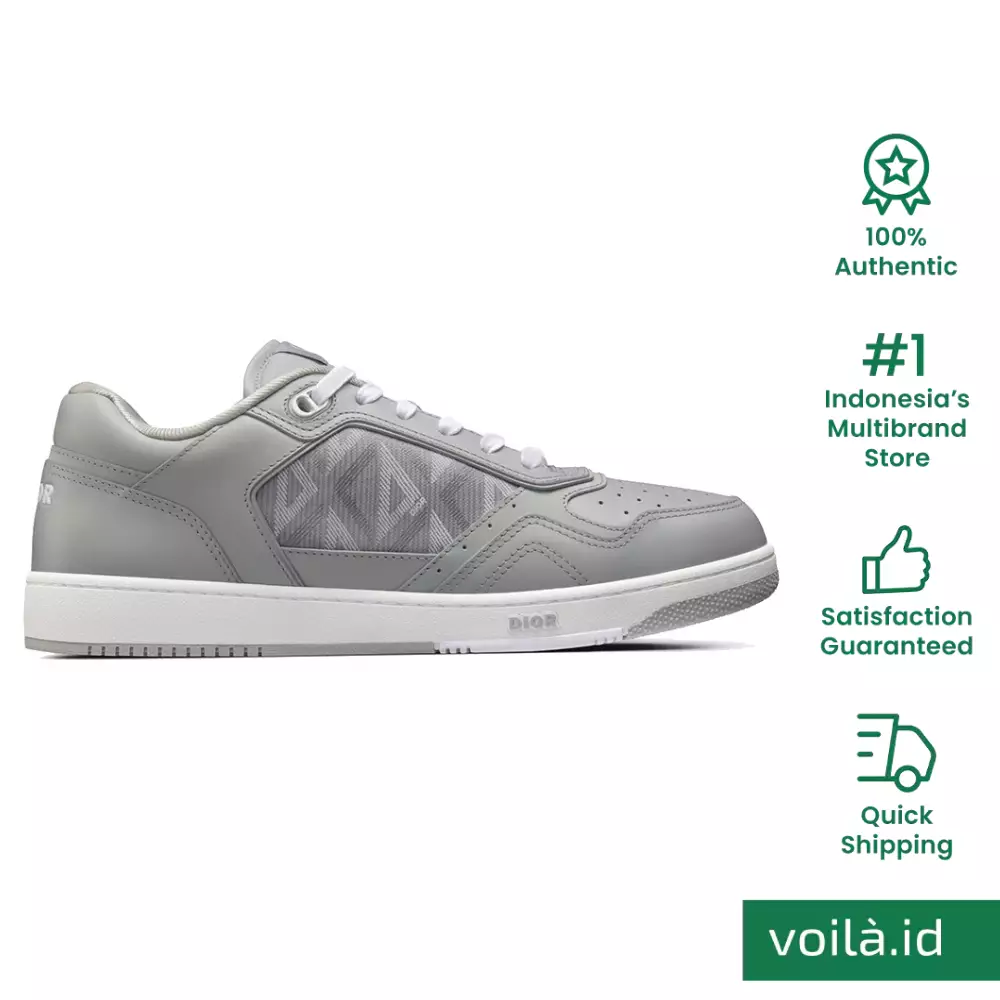 100%
Authentic
#1
Indonesia's
Multibrand
Store
DIOR
Satisfaction
Guaranteed
Quick
Shipping
voilà.id